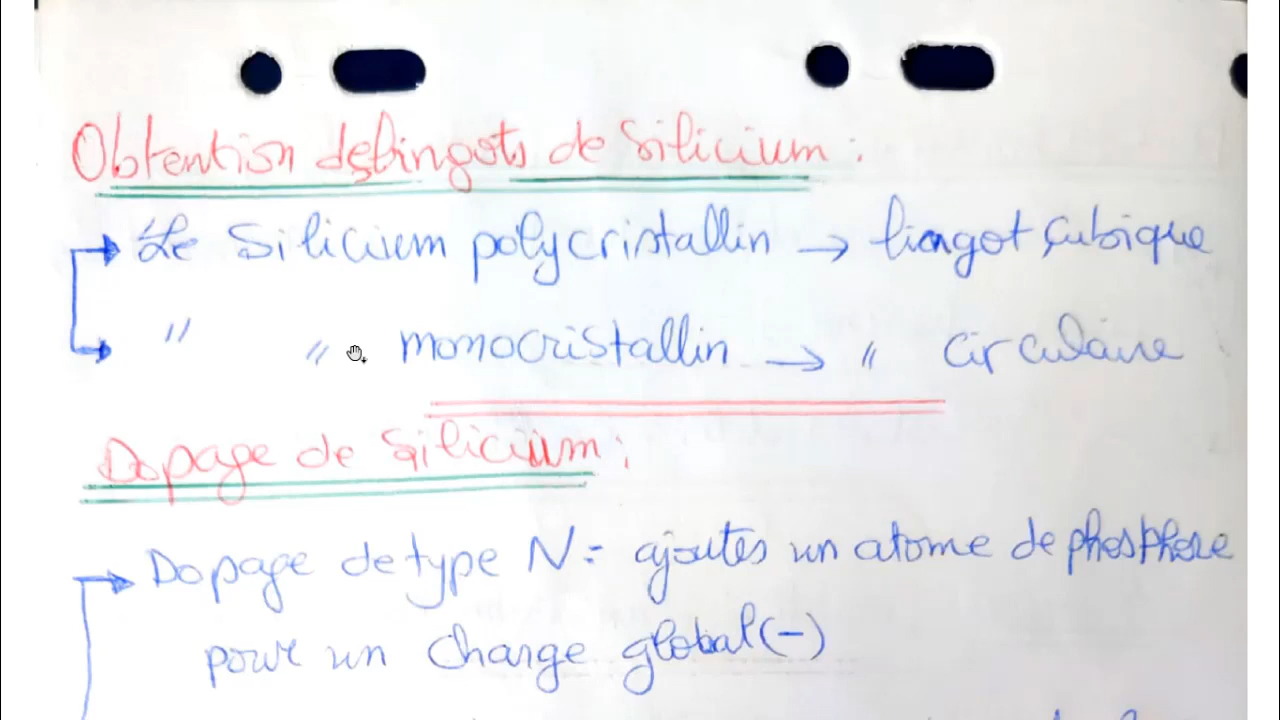 Obtention des lingots de Silicium :
Le Silicium polycristallin → lingot cubique
" " monocristallin → " circulaire
Dopage de Silicium :
Dopage de type N = ajoutes un atome de phosphore
pour un charge global (-)